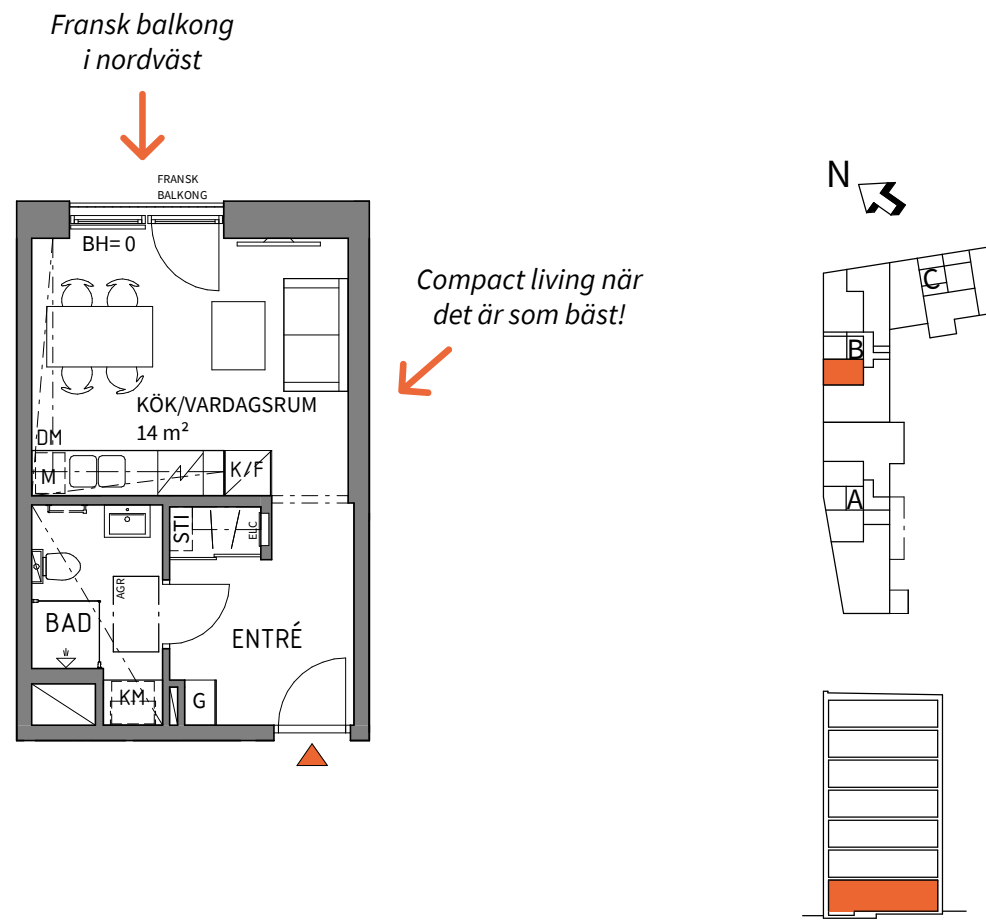 Fransk balkong
i nordväst
FRANSK
BALKONG
BH= 0
Compact living när
det är som bäst!
KÖK/VARDAGSRUM
14 m²
DM
M
K/F
STI
ELC
AGR
BAD
ENTRÉ
KM
G
N
C
B
A